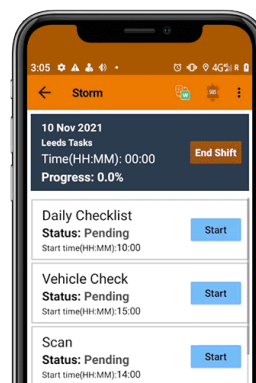 3:05
4G
R
Storm
10 Nov 2021
Leeds Tasks
Time(HH:MM): 00:00
End Shift
Progress: 0.0%
Daily Checklist
Status: Pending
Start
Start time(HH:MM):10:00
Vehicle Check
Status: Pending
Start
Start time(HH:MM):15:00
Scan
Status: Pending
Start
Start time(HH:MM):14:00